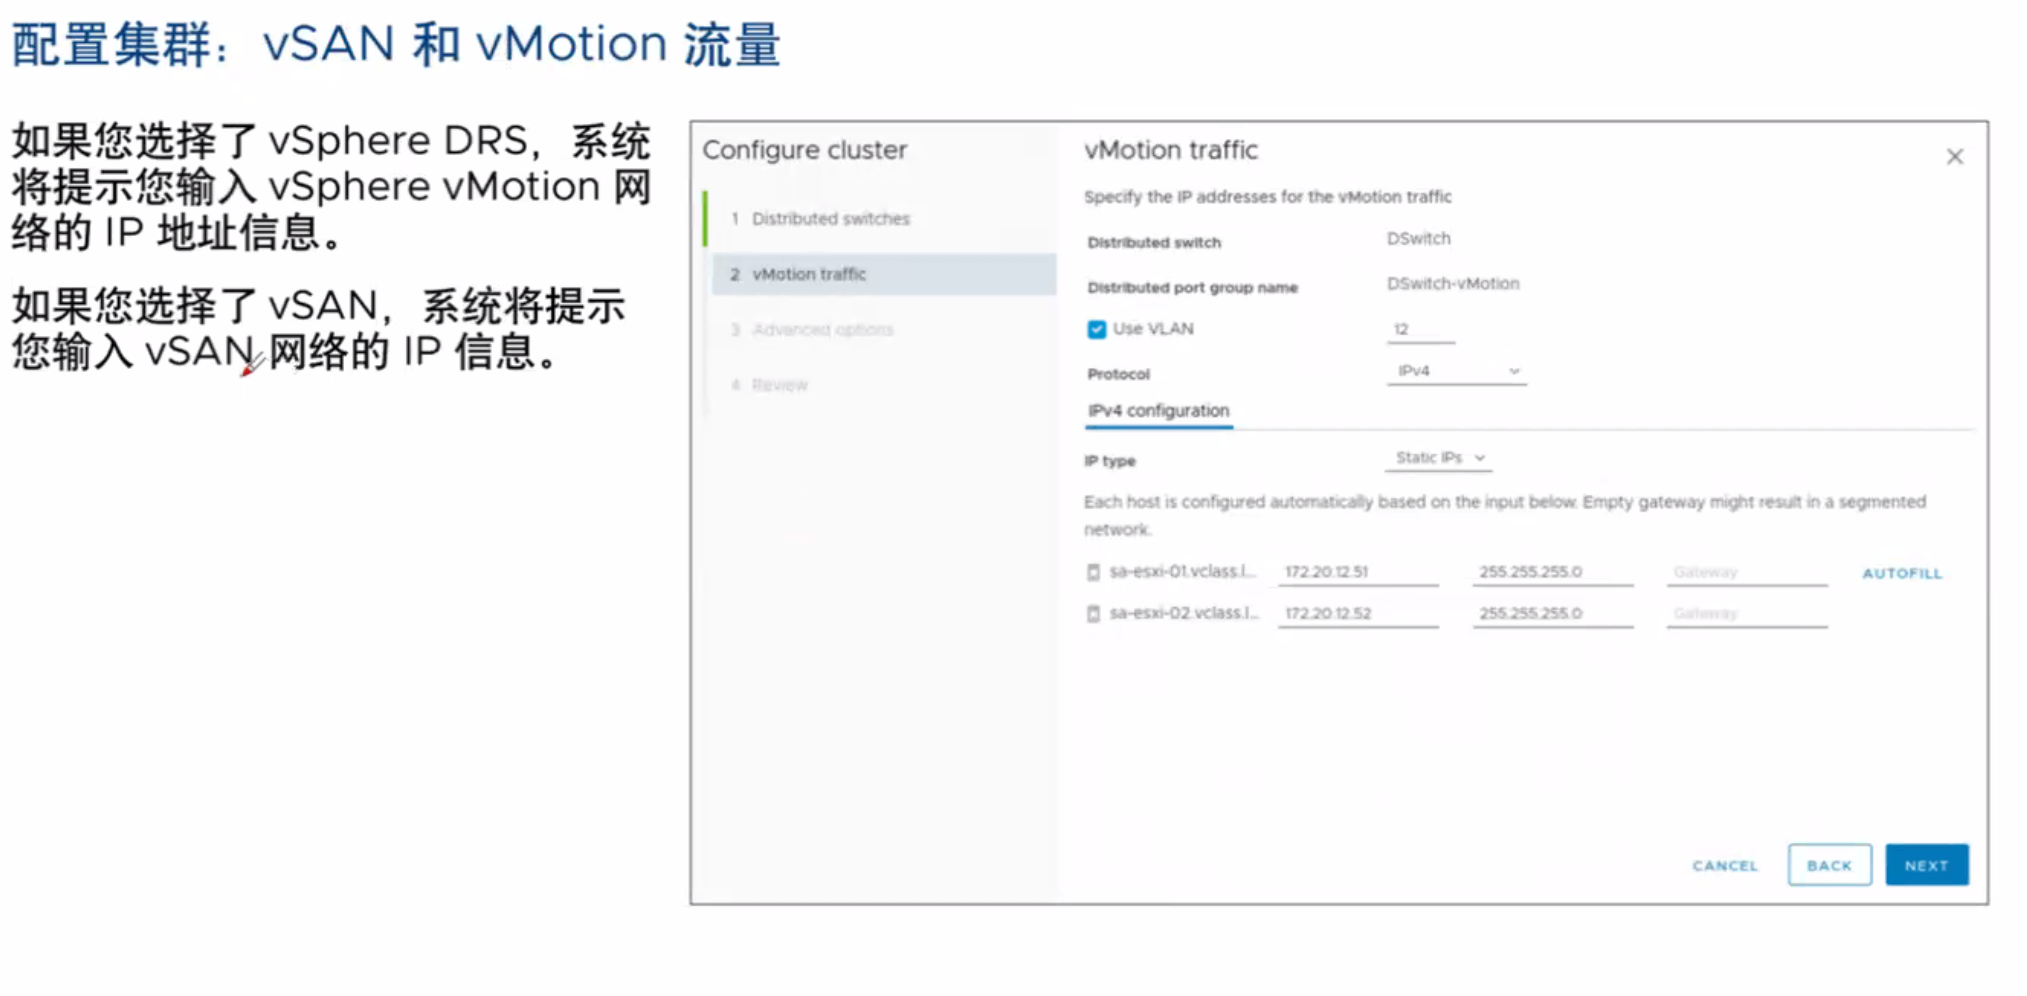 配置集群：vSAN 和 vMotion 流量
如果您选择了 vSphere DRS，系统
将提示您输入 vSphere vMotion 网
络的 IP 地址信息。
如果您选择了 vSAN，系统将提示
您输入 vSAN 网络的 IP 信息。
Configure cluster
1 Distributed switches
2 vMotion traffic
3 Advanced options
4 Review
vMotion traffic
Specify the IP addresses for the vMotion traffic
Distributed switch DSwitch
Distributed port group name DSwitch-vMotion
Use VLAN 12
Protocol IPv4
IPv4 configuration
IP type Static IPs
Each host is configured automatically based on the input below. Empty gateway might result in a segmented
network.
sa-esxi-01.vclass.l... 172.20.12.51 255.255.255.0 Gateway AUTOFILL
sa-esxi-02.vclass.l... 172.20.12.52 255.255.255.0 Gateway
CANCEL BACK NEXT